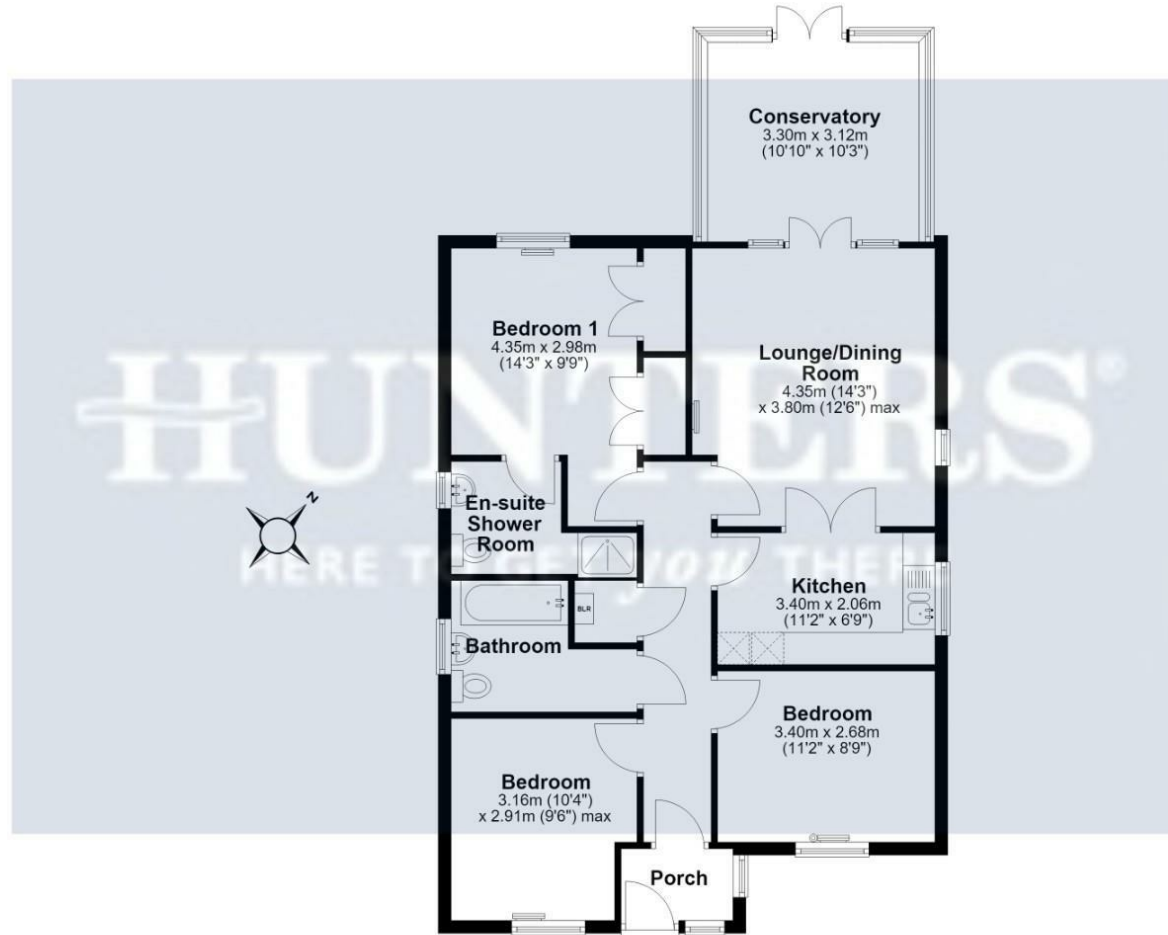 Conservatory
3.30m x 3.12m
(10'10" x 10'3")
Bedroom 1
4.35m x 2.98m
(14'3" x 9'9")
Lounge/Dining
Room
4.35m (14'3")
x 3.80m (12'6") max
HUNTERS®
HERE TO GET you THERE
N
En-suite
Shower
Room
Kitchen
3.40m x 2.06m
(11'2" x 6'9")
BLR
Bathroom
Bedroom
3.40m x 2.68m
(11'2" x 8'9")
Bedroom
3.16m (10'4")
x 2.91m (9'6") max
Porch